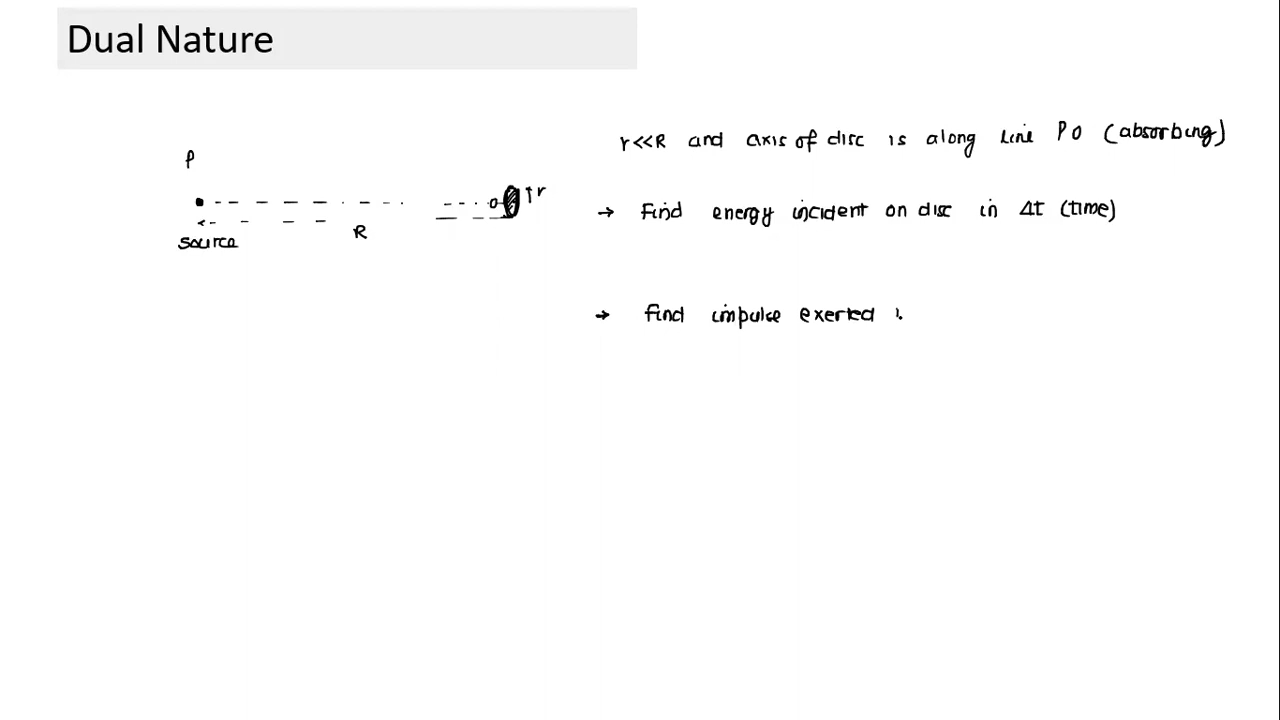 Dual Nature
r<<R and axis of disc is along line PO (absorbing)
P
O r
→ Find energy incident on disc in Δt (time)
R
source
→ Find impulse exerted